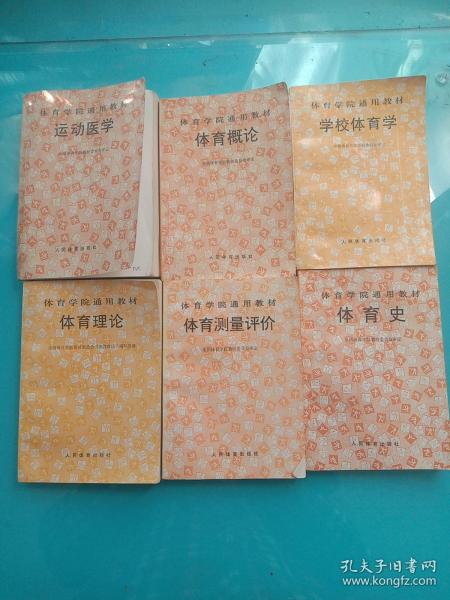 体育学院通用教材
运动医学
人民体育出版社
体育学院通用教材
体育概论
人民体育出版社
体育学院通用教材
学校体育学
人民体育出版社
体育学院通用教材
体育理论
人民体育出版社
体育学院通用教材
体育测量评价
人民体育出版社
体育学院通用教材
体育史
人民体育出版社
孔夫子旧书网
www.kongfz.com